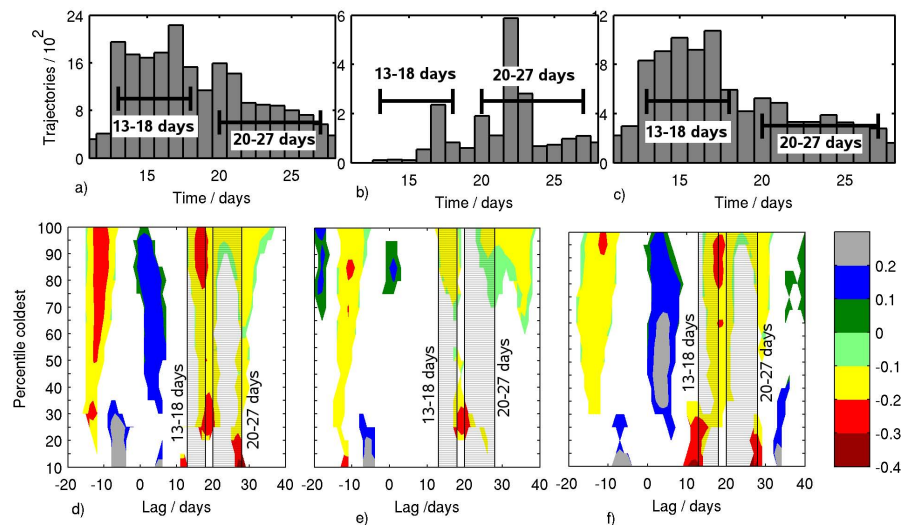 Trajectories / 10²
24
16
8
0
13-18 days
20-27 days
15 20 25
a)
Time / days
6
4
2
0
13-18 days
20-27 days
15 20 25
b)
Time / days
12
8
4
0
13-18 days
20-27 days
15 20 25
c)
Time / days
Percentile coldest
100
90
80
70
60
50
40
30
20
10
13-18 days
20-27 days
-20 -10 0 10 20 30 40
d)
Lag / days
13-18 days
20-27 days
-20 -10 0 10 20 30 40
e)
Lag /days
13-18 days
20-27 days
-20 -10 0 10 20 30 40
f)
Lag / days
0.2
0.1
0
-0.1
-0.2
-0.3
-0.4